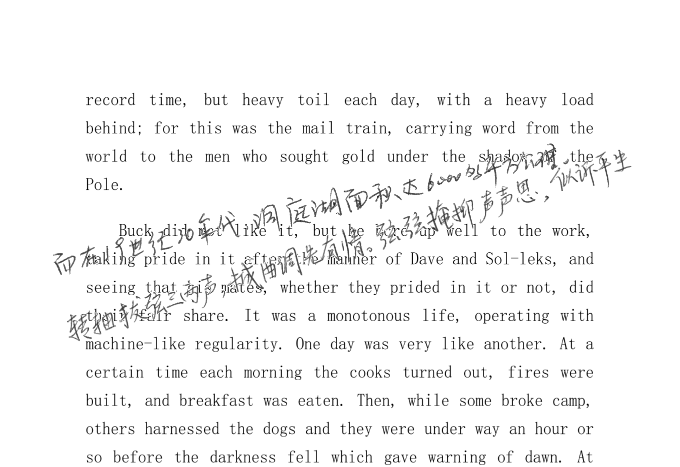 record time, but heavy toil each day, with a heavy load
behind; for this was the mail train, carrying word from the
world to the men who sought gold under the shadow of the
Pole.
而在19世纪20年代,洞庭湖面积达6000多平方公里。
转轴拨弦三两声,未成曲调先有情。弦弦掩抑声声思,似诉平生
Buck did not like it, but he bore up well to the work,
taking pride in it after the manner of Dave and Sol-leks, and
seeing that his mates, whether they prided in it or not, did
their fair share. It was a monotonous life, operating with
machine-like regularity. One day was very like another. At a
certain time each morning the cooks turned out, fires were
built, and breakfast was eaten. Then, while some broke camp,
others harnessed the dogs and they were under way an hour or
so before the darkness fell which gave warning of dawn. At